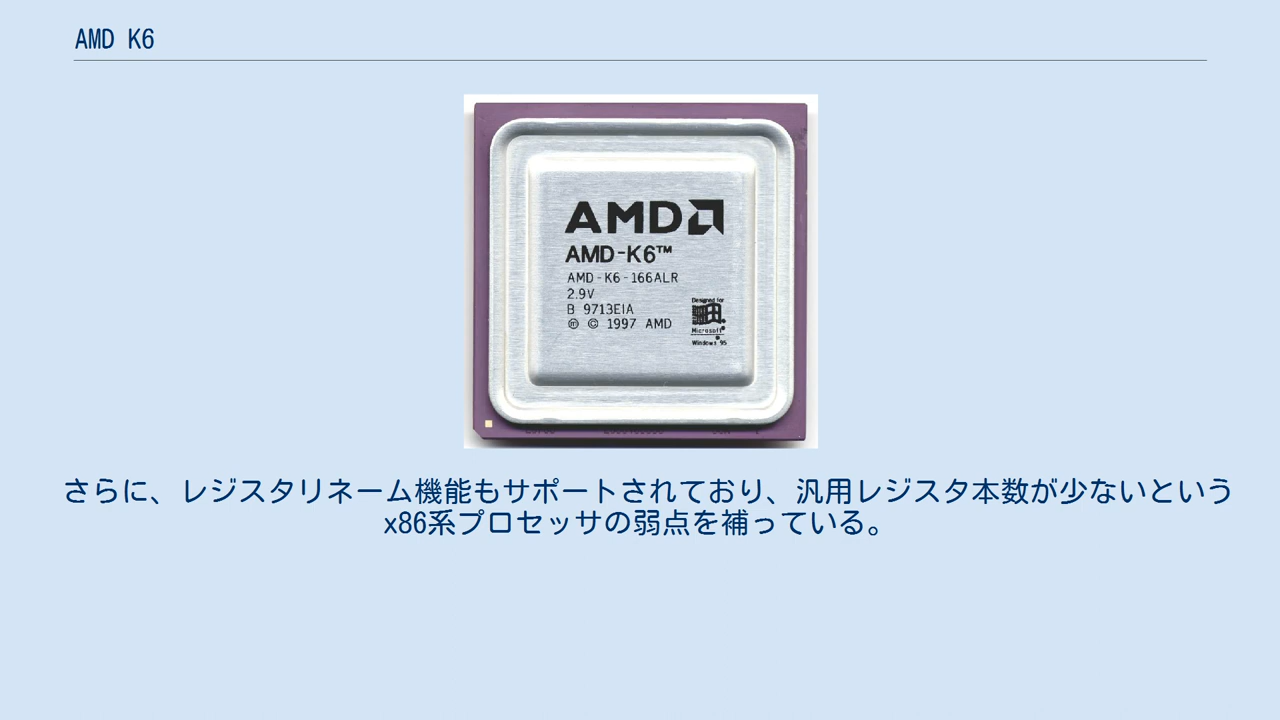 AMD K6
AMD
AMD-K6™
AMD-K6-166ALR
2.9V
B 9713EIA
ⓜ © 1997 AMD
Designed for
Microsoft®
Windows 95
さらに、レジスタリネーム機能もサポートされており、汎用レジスタ本数が少ないという
x86系プロセッサの弱点を補っている。